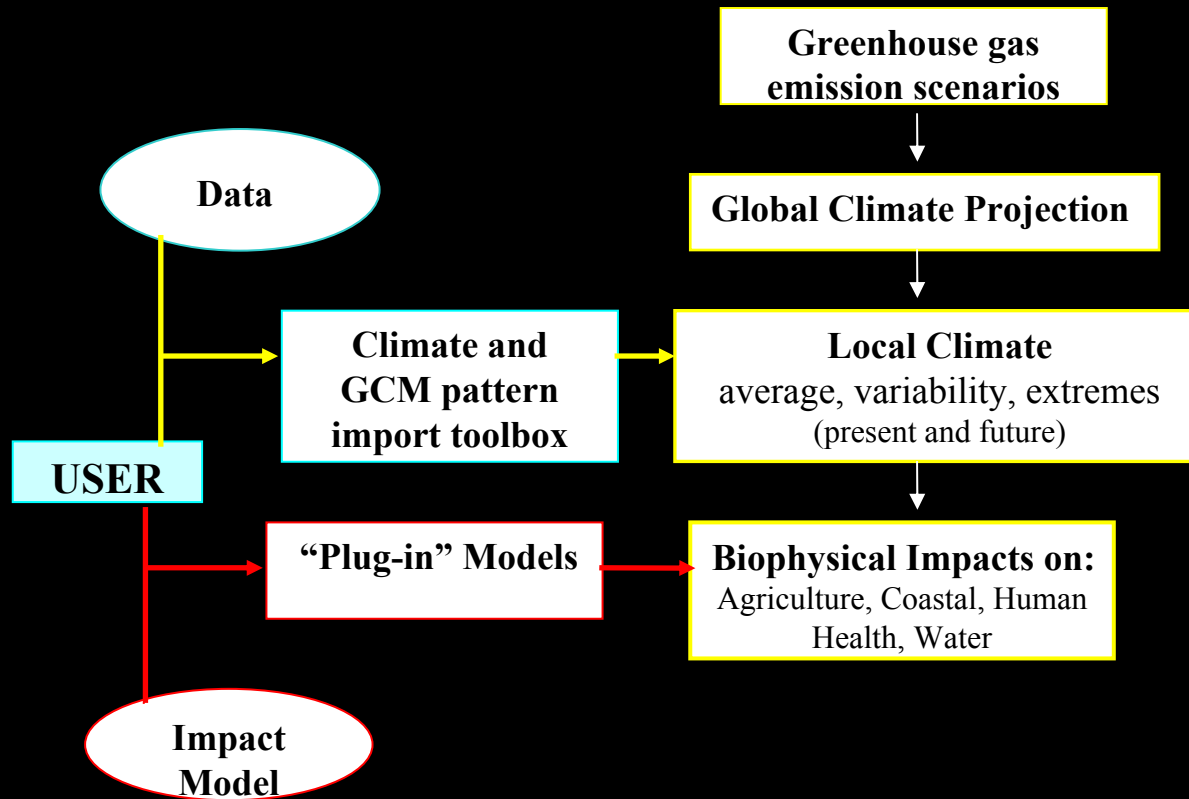 Greenhouse gas
emission scenarios
Data
Global Climate Projection
Climate and
GCM pattern
import toolbox
Local Climate
average, variability, extremes
(present and future)
USER
“Plug-in” Models
Biophysical Impacts on:
Agriculture, Coastal, Human
Health, Water
Impact
Model